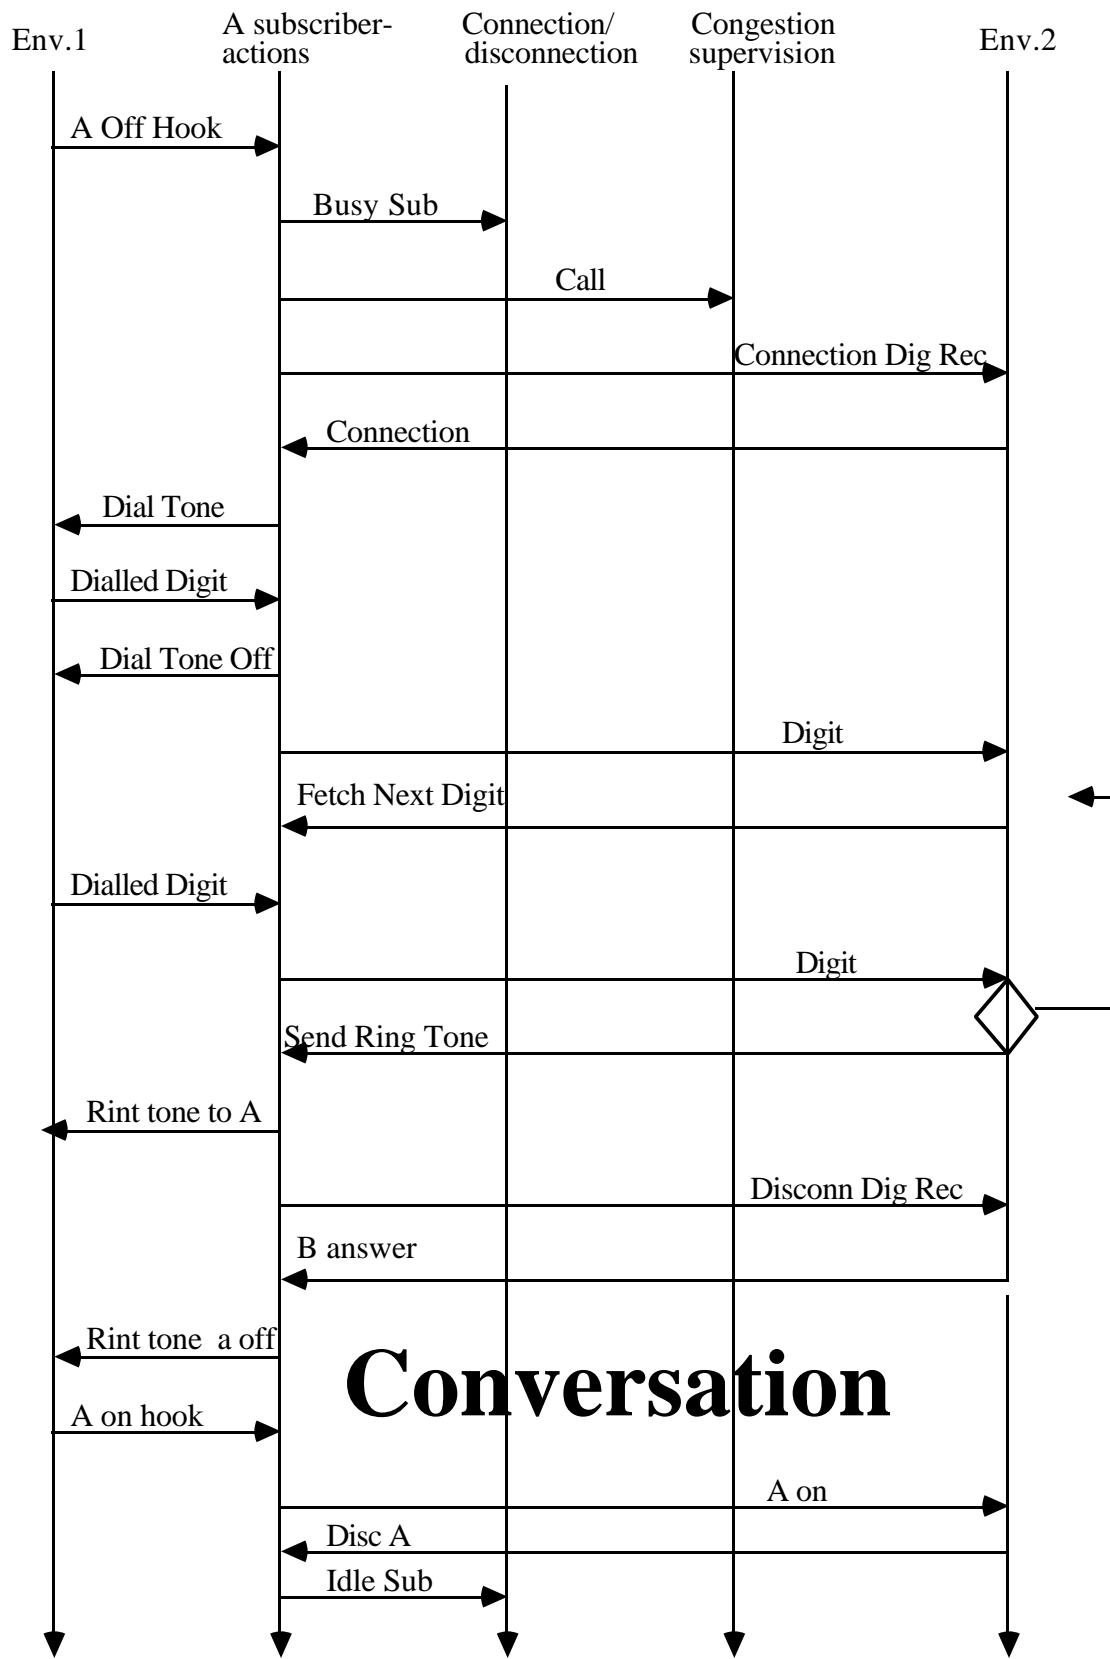 Env.1
A subscriber-
actions
Connection/
disconnection
Congestion
supervision
Env.2
A Off Hook
Busy Sub
Call
Connection Dig Rec
Connection
Dial Tone
Dialled Digit
Dial Tone Off
Digit
Fetch Next Digit
Dialled Digit
Digit
Send Ring Tone
Rint tone to A
Disconn Dig Rec
B answer
Rint tone a off
Conversation
A on hook
A on
Disc A
Idle Sub